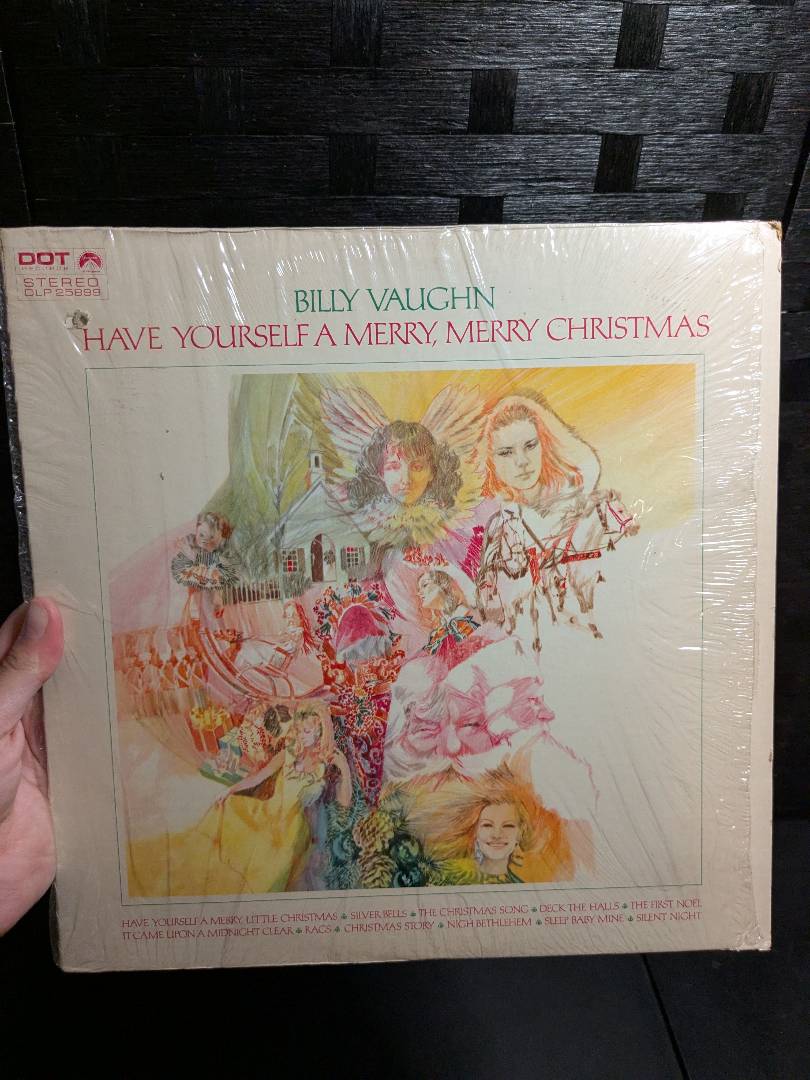 DOT
RECORDS
STEREO
DLP 25899
BILLY VAUGHN
HAVE YOURSELF A MERRY, MERRY CHRISTMAS
HAVE YOURSELF A MERRY, LITTLE CHRISTMAS SILVER BELLS THE CHRISTMAS SONG DECK THE HALLS THE FIRST NOEL
IT CAME UPON A MIDNIGHT CLEAR RAGS CHRISTMAS STORY NIGH BETHLEHEM SLEEP BABY MINE SILENT NIGHT